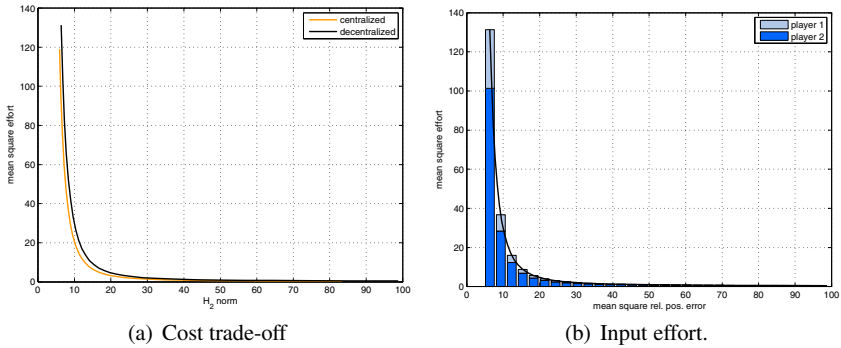 140
120
100
80
60
40
20
0
mean square effort
centralized
decentralized
0 10 20 30 40 50 60 70 80 90 100
H2 norm
(a) Cost trade-off
140
120
100
80
60
40
20
0
mean square effort
player 1
player 2
0 10 20 30 40 50 60 70 80 90 100
mean square rel. pos. error
(b) Input effort.